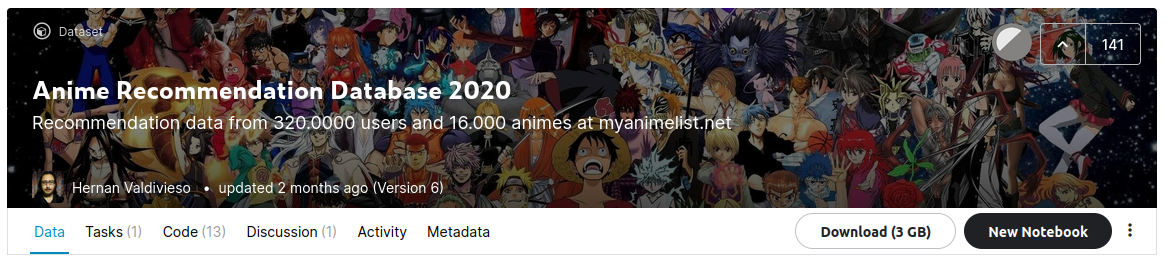 Dataset
141
Anime Recommendation Database 2020
Recommendation data from 320.0000 users and 16.000 animes at myanimelist.net
Hernan Valdivieso • updated 2 months ago (Version 6)
Data Tasks (1) Code (13) Discussion (1) Activity Metadata Download (3 GB) New Notebook